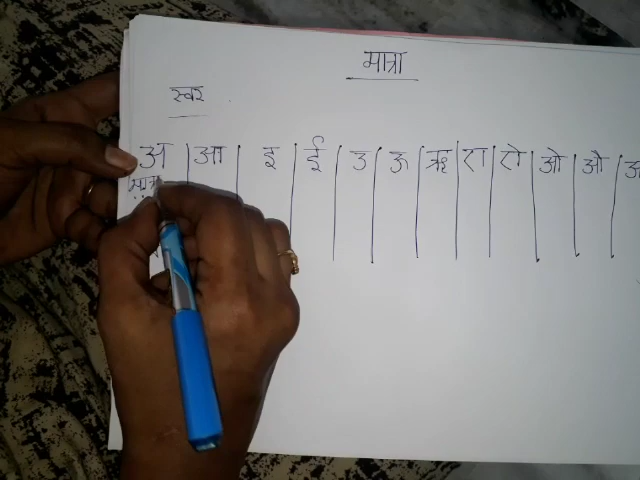 मात्रा
स्वर
अ आ इ ई उ ऊ ऋ ए ऐ ओ औ
मात्रा